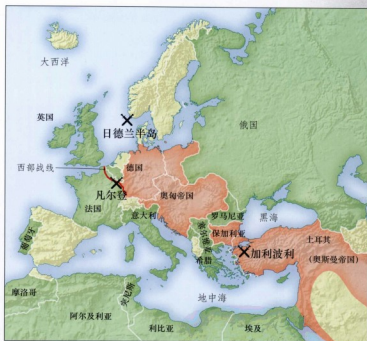 大西洋
英国
日德兰半岛
俄国
西部战线
德国
凡尔登
奥匈帝国
法国
罗马尼亚
黑海
意大利
塞尔维亚
保加利亚
葡萄牙
加利波利
土耳其
（奥斯曼帝国）
希腊
突尼斯
摩洛哥
地中海
阿尔及利亚
利比亚
埃及